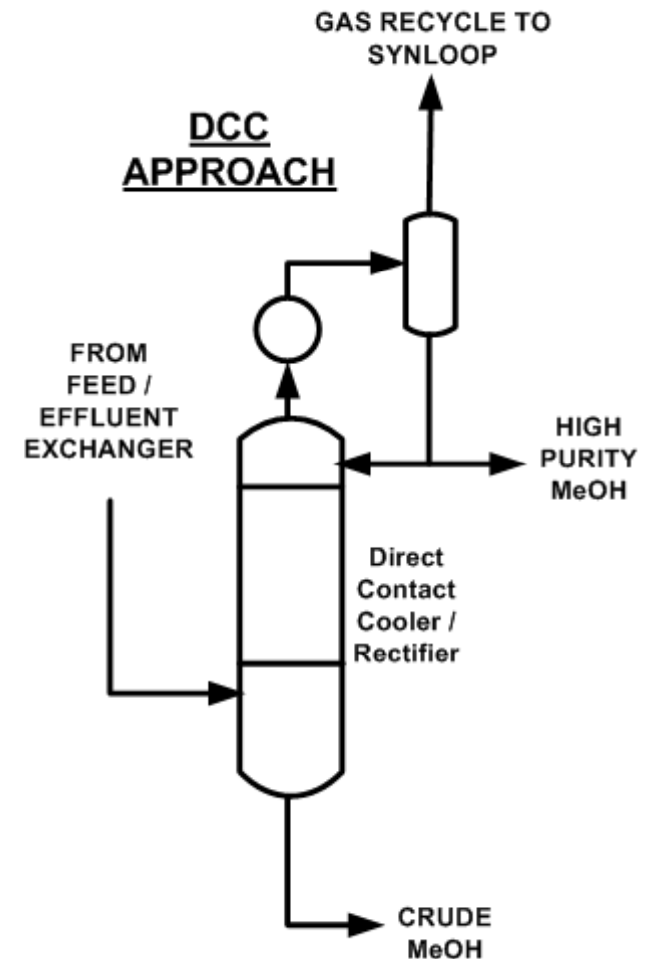 GAS RECYCLE TO
SYNLOOP
DCC
APPROACH
FROM
FEED /
EFFLUENT
EXCHANGER
HIGH
PURITY
MeOH
Direct
Contact
Cooler /
Rectifier
CRUDE
MeOH